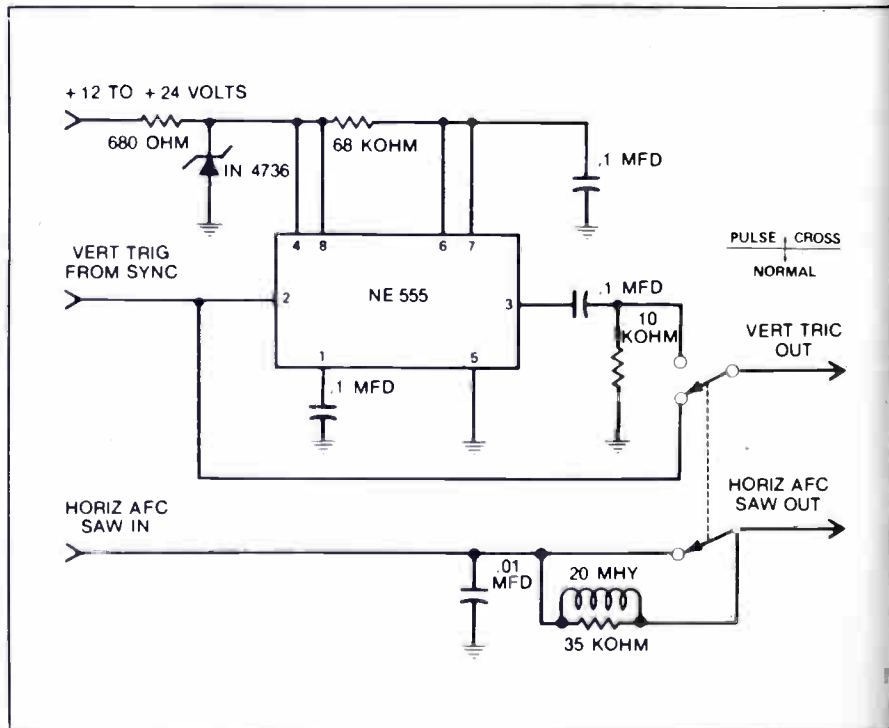 + 12 TO + 24 VOLTS
680 OHM
IN 4736
68 KOHM
.1 MFD
4
8
6
7
VERT TRIG
FROM SYNC
2
NE 555
3
1
5
.1 MFD
.1 MFD
10
KOHM
PULSE CROSS
NORMAL
VERT TRIC
OUT
HORIZ AFC
SAW IN
HORIZ AFC
SAW OUT
.01
MFD
20 MHY
35 KOHM